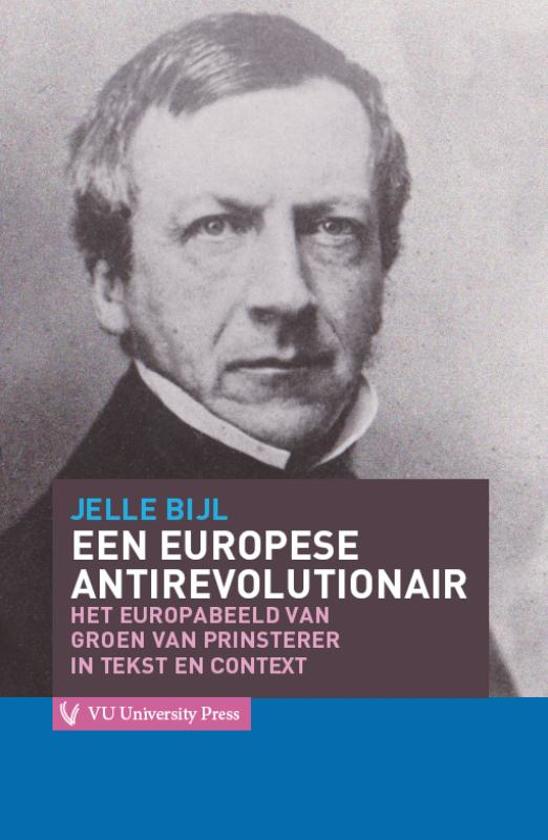 JELLE BIJL
EEN EUROPESE
ANTIREVOLUTIONAIR
HET EUROPABEELD VAN
GROEN VAN PRINSTERER
IN TEKST EN CONTEXT
VU University Press